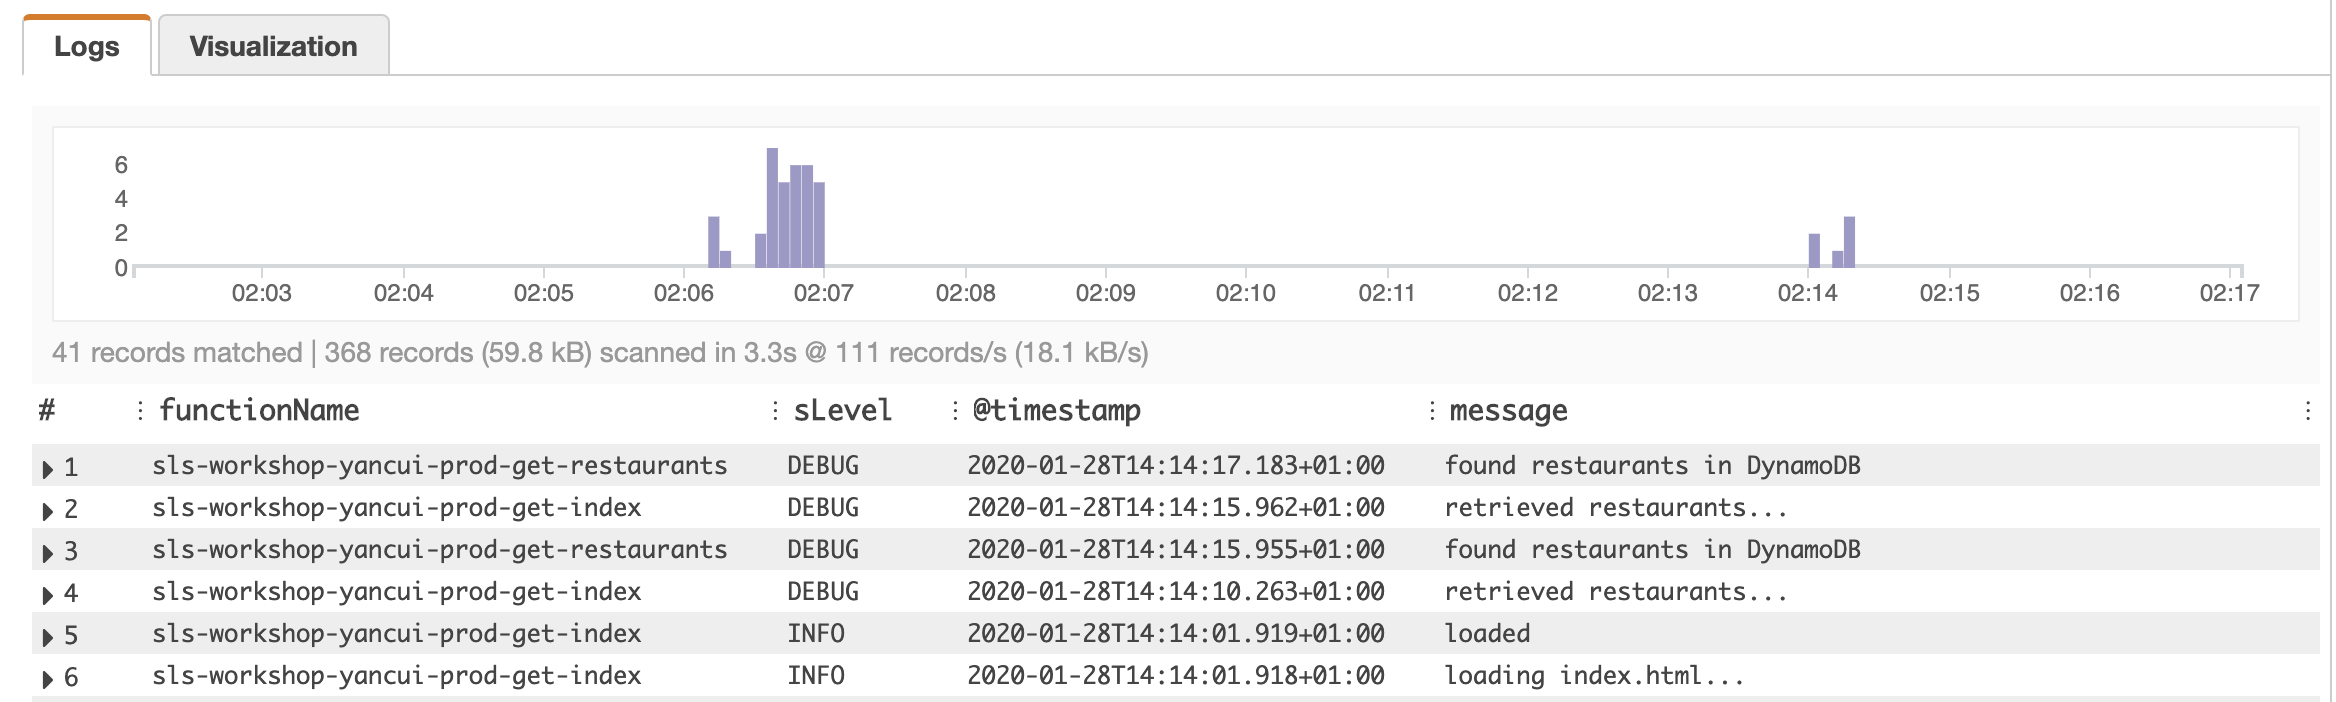 Logs Visualization
6
4
2
0
02:03 02:04 02:05 02:06 02:07 02:08 02:09 02:10 02:11 02:12 02:13 02:14 02:15 02:16 02:17
41 records matched | 368 records (59.8 kB) scanned in 3.3s @ 111 records/s (18.1 kB/s)
# functionName sLevel @timestamp message
1 sls-workshop-yancui-prod-get-restaurants DEBUG 2020-01-28T14:14:17.183+01:00 found restaurants in DynamoDB
2 sls-workshop-yancui-prod-get-index DEBUG 2020-01-28T14:14:15.962+01:00 retrieved restaurants...
3 sls-workshop-yancui-prod-get-restaurants DEBUG 2020-01-28T14:14:15.955+01:00 found restaurants in DynamoDB
4 sls-workshop-yancui-prod-get-index DEBUG 2020-01-28T14:14:10.263+01:00 retrieved restaurants...
5 sls-workshop-yancui-prod-get-index INFO 2020-01-28T14:14:01.919+01:00 loaded
6 sls-workshop-yancui-prod-get-index INFO 2020-01-28T14:14:01.918+01:00 loading index.html...